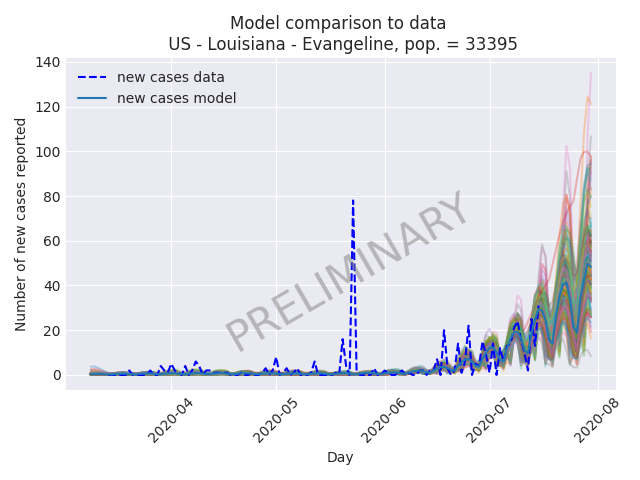 Model comparison to data
US - Louisiana - Evangeline, pop. = 33395
140
120
100
80
60
40
20
0
Number of new cases reported
new cases data
new cases model
PRELIMINARY
2020-04
2020-05
2020-06
2020-07
2020-08
Day